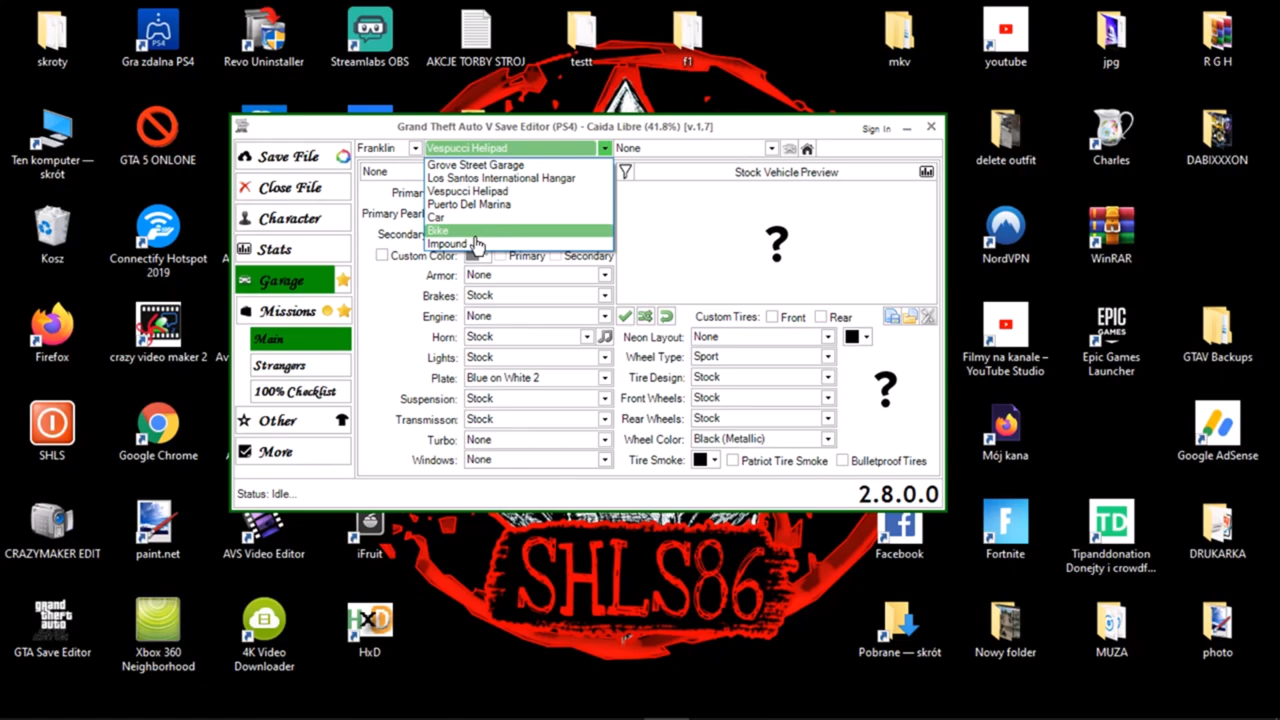 skroty
Gra zdalna PS4
Revo Uninstaller
Streamlabs OBS
AKCJE TORBY STROJ
testt
f1
mkv
youtube
jpg
R G H
Grand Theft Auto V Save Editor (PS4) - Caida Libre (41.8%) [v.1,7]
Sign In
Save File
Franklin
Vespucci Helipad
None
Close File
Character
Stats
Garage
Missions
Main
Strangers
100% Checklist
Other
More
None
Grove Street Garage
Los Santos International Hangar
Vespucci Helipad
Puerto Del Marina
Car
Bike
Impound
Stock Vehicle Preview
?
Custom Color:
Primary
Secondary
Armor:
None
Brakes:
Stock
Engine:
None
Horn:
Stock
Lights:
Stock
Plate:
Blue on White 2
Suspension:
Stock
Transmisson:
Stock
Turbo:
None
Windows:
None
Custom Tires:
Front
Rear
Neon Layout:
None
Wheel Type:
Sport
Tire Design:
Stock
Front Wheels:
Stock
Rear Wheels:
Stock
Wheel Color:
Black (Metallic)
Tire Smoke:
Patriot Tire Smoke
Bulletproof Tires
?
Status: Idle...
2.8.0.0
Ten komputer —
skrót
GTA 5 ONLONE
delete outfit
Charles
DABIXXXON
Kosz
Connectify Hotspot
2019
NordVPN
WinRAR
Firefox
crazy video maker 2
Filmy na kanale –
YouTube Studio
EPIC
GAMES
Epic Games
Launcher
GTAV Backups
SHLS
Google Chrome
Mój kana
Google AdSense
CRAZYMAKER EDIT
paint.net
AVS Video Editor
iFruit
Facebook
Fortnite
TD
Tipanddonation
Donejty i crowdf...
DRUKARKA
SHLS86
grand
theft
auto
GTA Save Editor
Xbox 360
Neighborhood
4K Video
Downloader
HxD
Pobrane — skrót
Nowy folder
MUZA
photo